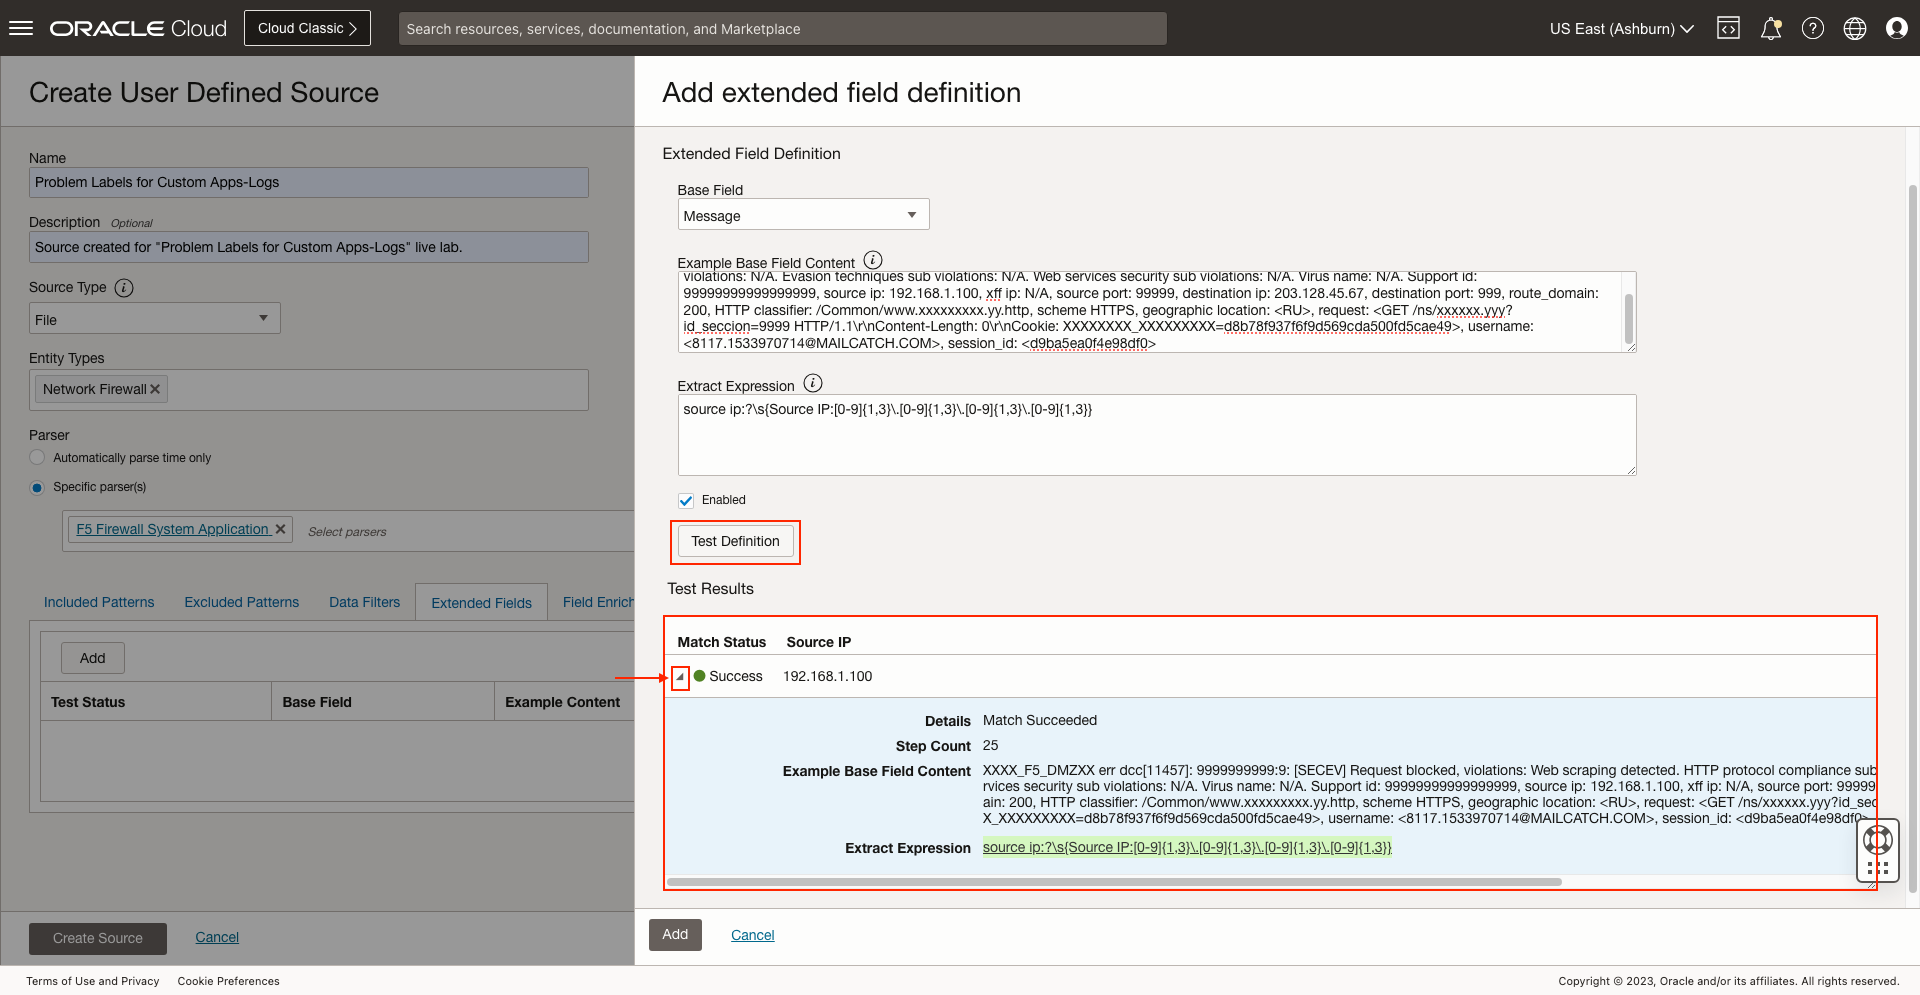 ORACLE Cloud
Cloud Classic
Search resources, services, documentation, and Marketplace
US East (Ashburn)
Create User Defined Source
Name
Problem Labels for Custom Apps-Logs
Description Optional
Source created for "Problem Labels for Custom Apps-Logs" live lab.
Source Type
File
Entity Types
Network Firewall
Parser
Automatically parse time only
Specific parser(s)
F5 Firewall System Application
Select parsers
Included Patterns
Excluded Patterns
Data Filters
Extended Fields
Field Enrich
Add
Test Status
Base Field
Example Content
Create Source
Cancel
Add extended field definition
Extended Field Definition
Base Field
Message
Example Base Field Content
violations: N/A. Evasion techniques sub violations: N/A. Web services security sub violations: N/A. Virus name: N/A. Support id:
99999999999999999, source ip: 192.168.1.100, xff ip: N/A, source port: 99999, destination ip: 203.128.45.67, destination port: 999, route_domain:
200, HTTP classifier: /Common/www.xxxxxxxxx.yy.http, scheme HTTPS, geographic location: <RU>, request: <GET /ns/xxxxxx.yyy?
id_seccion=9999 HTTP/1.1\r\nContent-Length: 0\r\nCookie: XXXXXXXX_XXXXXXXXX=d8b78f937f6f9d569cda500fd5cae49>, username:
<8117.1533970714@MAILCATCH.COM>, session_id: <d9ba5ea0f4e98df0>
Extract Expression
source ip:?\s{Source IP:[0-9]{1,3}\.[0-9]{1,3}\.[0-9]{1,3}\.[0-9]{1,3}}
Enabled
Test Definition
Test Results
Match Status
Source IP
Success
192.168.1.100
Details Match Succeeded
Step Count 25
Example Base Field Content XXXX_F5_DMZXX err dcc[11457]: 9999999999:9: [SECEV] Request blocked, violations: Web scraping detected. HTTP protocol compliance sub
rvices security sub violations: N/A. Virus name: N/A. Support id: 99999999999999999, source ip: 192.168.1.100, xff ip: N/A, source port: 99999
ain: 200, HTTP classifier: /Common/www.xxxxxxxxx.yy.http, scheme HTTPS, geographic location: <RU>, request: <GET /ns/xxxxxx.yyy?id_sec
X_XXXXXXXXX=d8b78f937f6f9d569cda500fd5cae49>, username: <8117.1533970714@MAILCATCH.COM>, session_id: <d9ba5ea0f4e98df0>
Extract Expression source ip:?\s{Source IP:[0-9]{1,3}\.[0-9]{1,3}\.[0-9]{1,3}\.[0-9]{1,3}}
Add
Cancel
Terms of Use and Privacy
Cookie Preferences
Copyright © 2023, Oracle and/or its affiliates. All rights reserved.